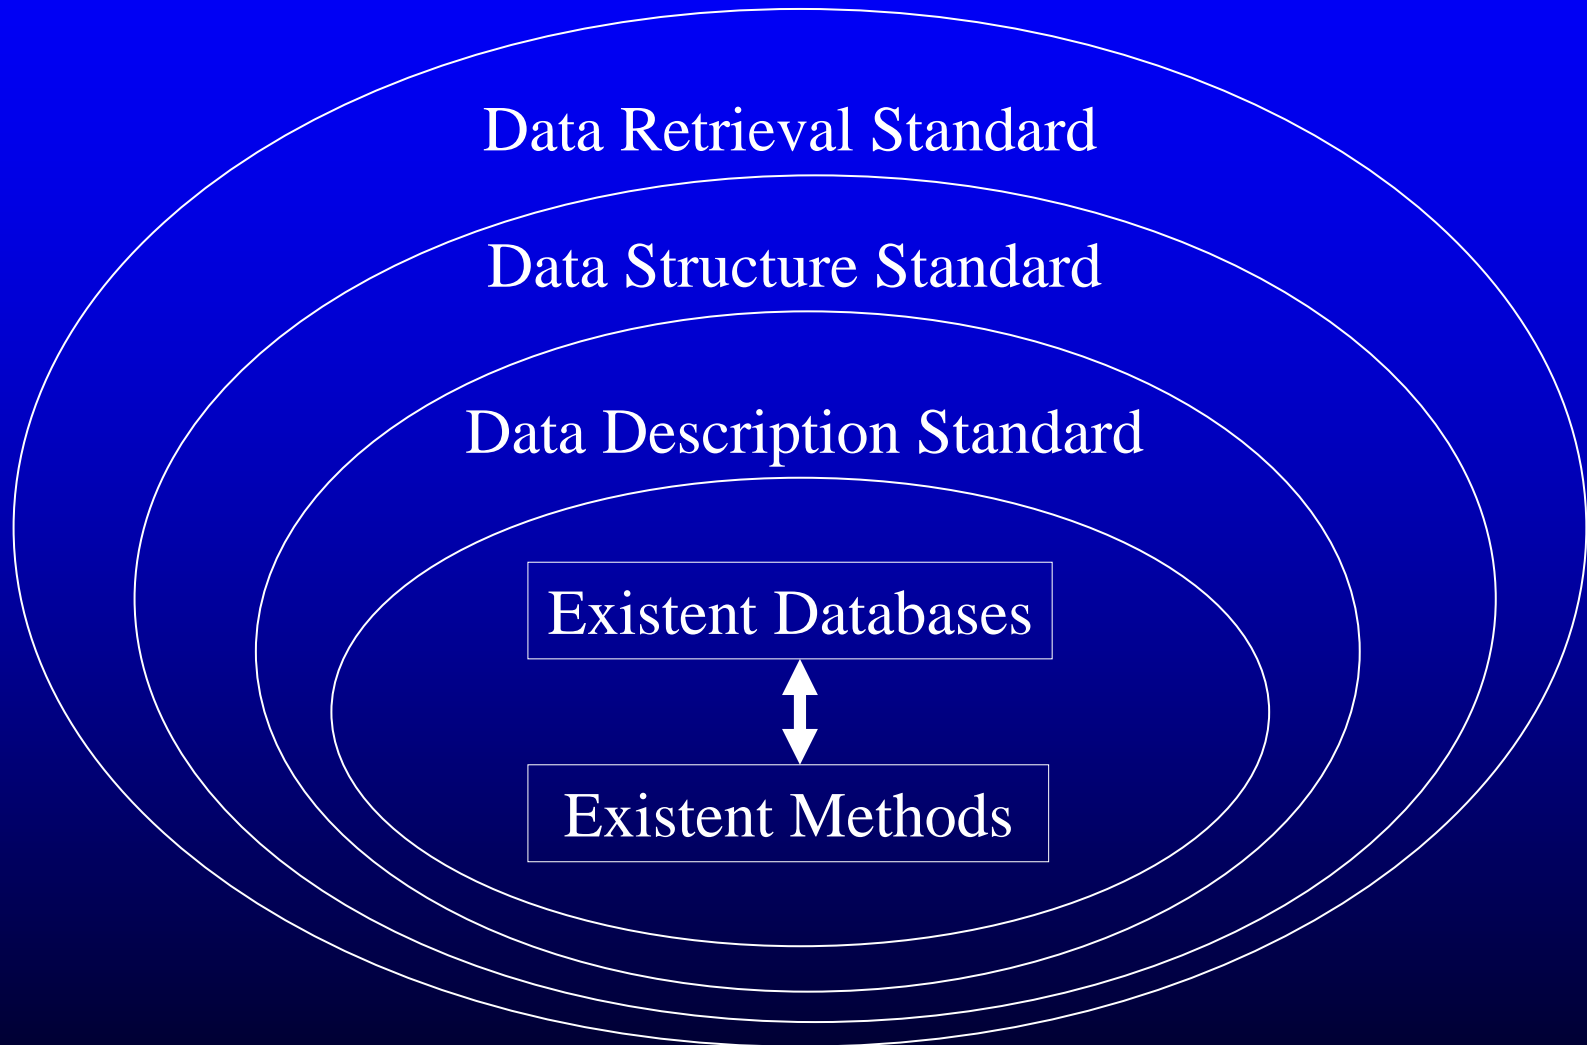 Data Retrieval Standard
Data Structure Standard
Data Description Standard
Existent Databases
Existent Methods